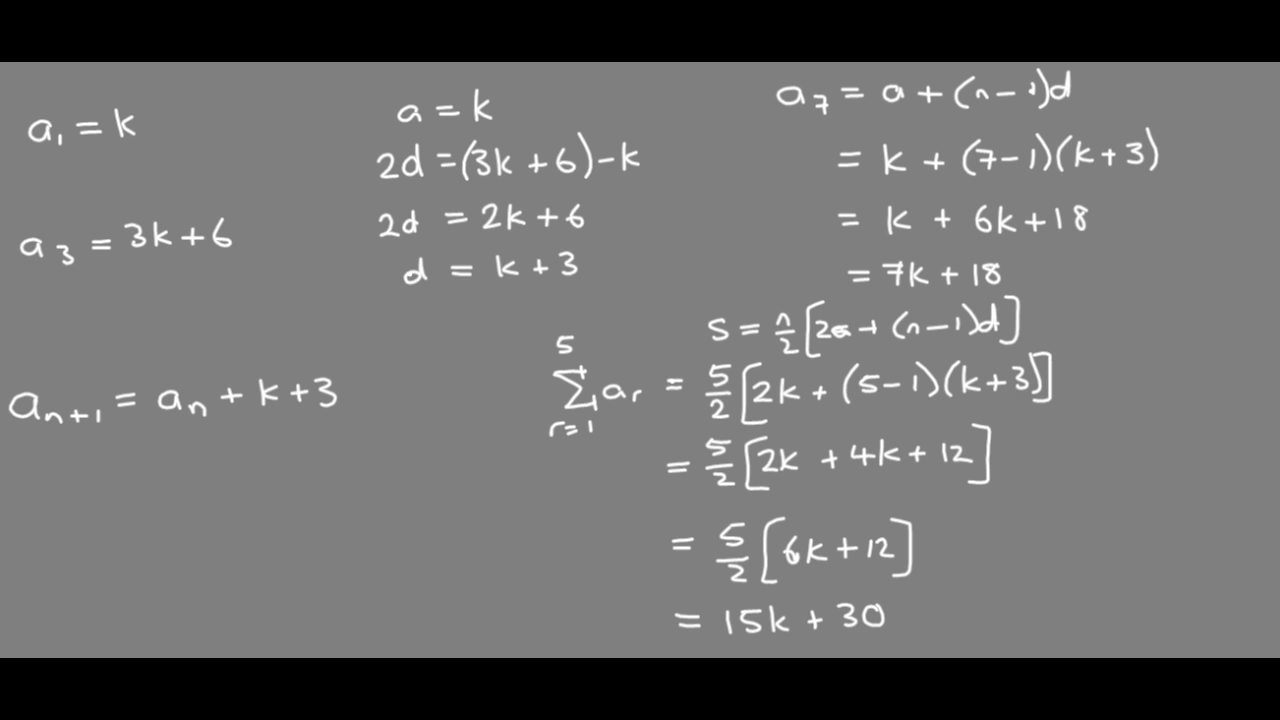 a₁ = k
a₃ = 3k + 6
aₙ₊₁ = aₙ + k + 3
a = k
2d = (3k + 6) - k
2d = 2k + 6
d = k + 3
a₇ = a + (n - 1)d
= k + (7 - 1)(k + 3)
= k + 6k + 18
= 7k + 18
S = n/2 [2a + (n - 1)d]
5 ∑ r=1 aᵣ = 5/2 [2k + (5 - 1)(k + 3)]
= 5/2 [2k + 4k + 12]
= 5/2 [6k + 12]
= 15k + 30